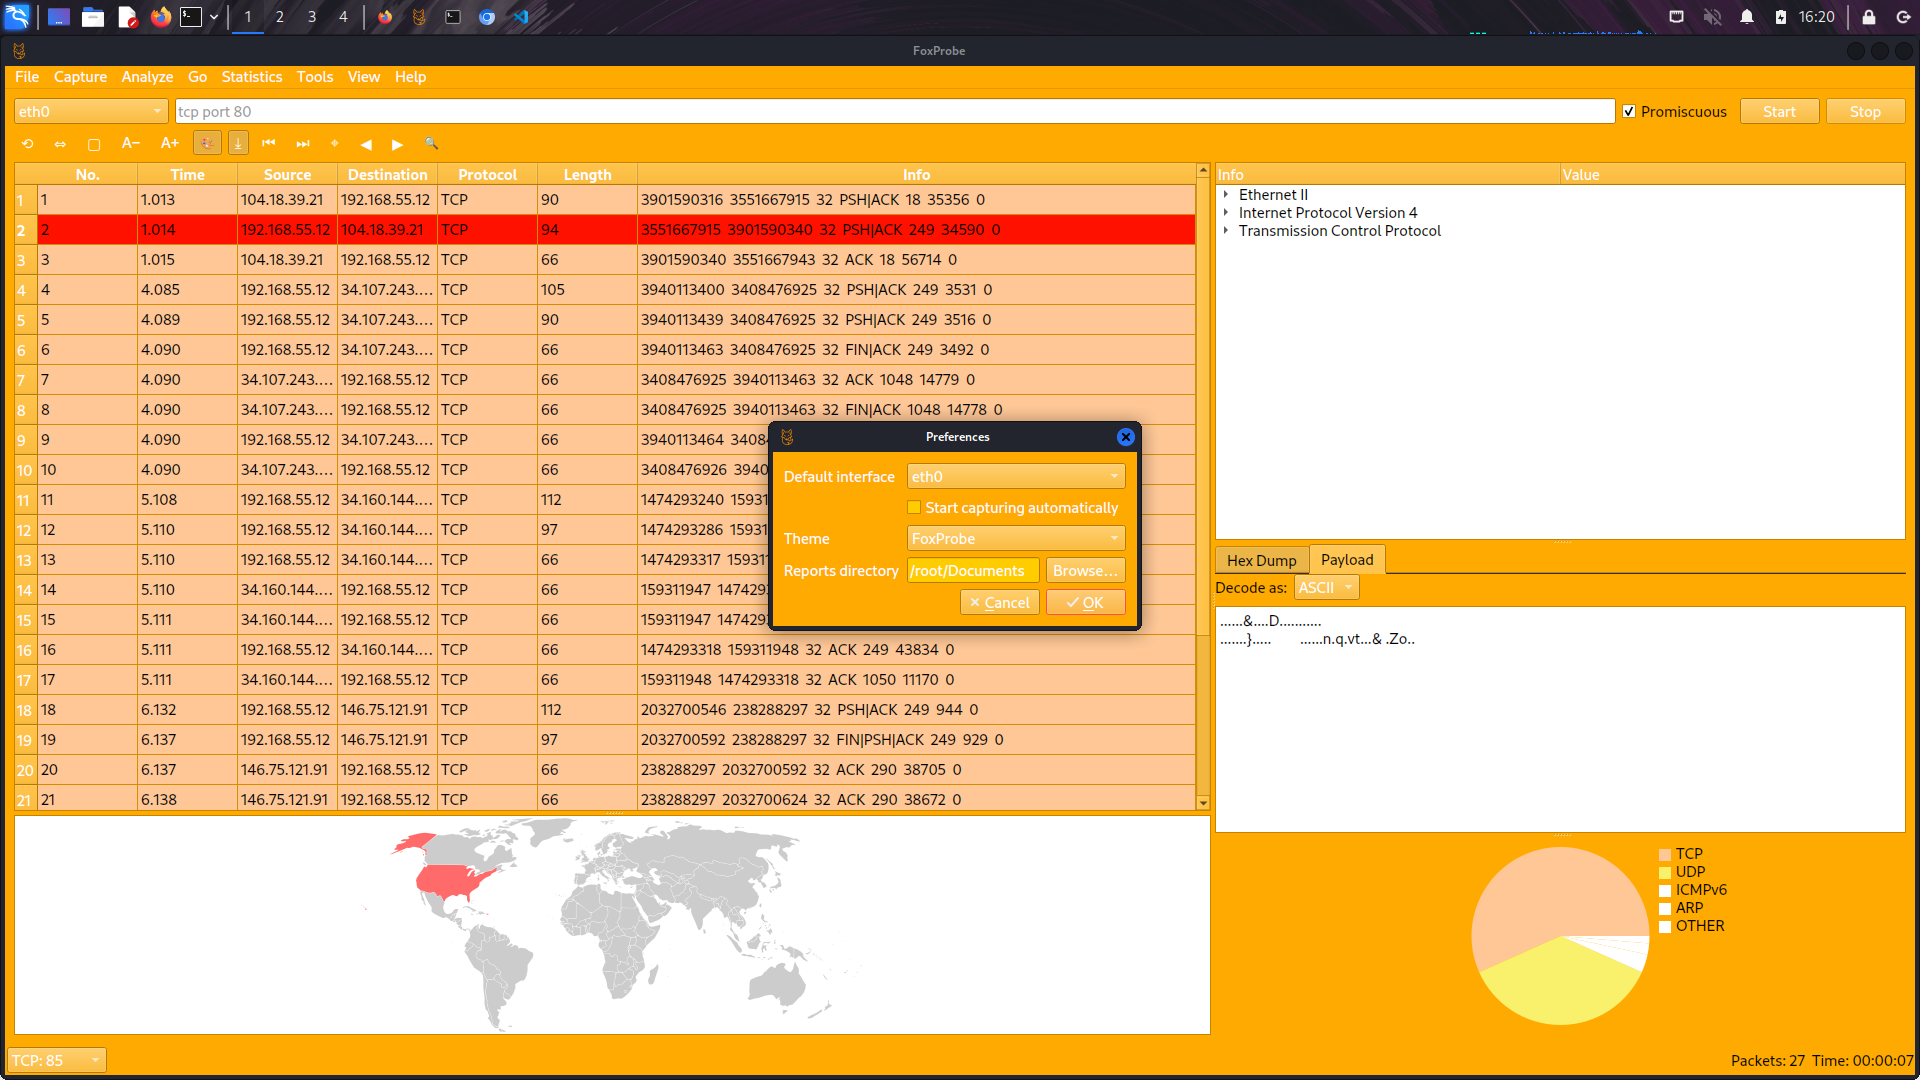 1 2 3 4 16:20
FoxProbe
File Capture Analyze Go Statistics Tools View Help
eth0 tcp port 80 Promiscuous Start Stop
A− A+
No. Time Source Destination Protocol Length Info
1 1 1.013 104.18.39.21 192.168.55.12 TCP 90 3901590316 3551667915 32 PSH|ACK 18 35356 0
2 2 1.014 192.168.55.12 104.18.39.21 TCP 94 3551667915 3901590340 32 PSH|ACK 249 34590 0
3 3 1.015 104.18.39.21 192.168.55.12 TCP 66 3901590340 3551667943 32 ACK 18 56714 0
4 4 4.085 192.168.55.12 34.107.243.... TCP 105 3940113400 3408476925 32 PSH|ACK 249 3531 0
5 5 4.089 192.168.55.12 34.107.243.... TCP 90 3940113439 3408476925 32 PSH|ACK 249 3516 0
6 6 4.090 192.168.55.12 34.107.243.... TCP 66 3940113463 3408476925 32 FIN|ACK 249 3492 0
7 7 4.090 34.107.243.... 192.168.55.12 TCP 66 3408476925 3940113463 32 ACK 1048 14779 0
8 8 4.090 34.107.243.... 192.168.55.12 TCP 66 3408476925 3940113463 32 FIN|ACK 1048 14778 0
9 9 4.090 192.168.55.12 34.107.243.... TCP 66 3940113464 3408
10 10 4.090 34.107.243.... 192.168.55.12 TCP 66 3408476926 3940
11 11 5.108 192.168.55.12 34.160.144.... TCP 112 1474293240 1593
12 12 5.110 192.168.55.12 34.160.144.... TCP 97 1474293286 1593
13 13 5.110 192.168.55.12 34.160.144.... TCP 66 1474293317 1593
14 14 5.110 34.160.144.... 192.168.55.12 TCP 66 159311947 147429
15 15 5.111 34.160.144.... 192.168.55.12 TCP 66 159311947 147429
16 16 5.111 192.168.55.12 34.160.144.... TCP 66 1474293318 159311948 32 ACK 249 43834 0
17 17 5.111 34.160.144.... 192.168.55.12 TCP 66 159311948 1474293318 32 ACK 1050 11170 0
18 18 6.132 192.168.55.12 146.75.121.91 TCP 112 2032700546 238288297 32 PSH|ACK 249 944 0
19 19 6.137 192.168.55.12 146.75.121.91 TCP 97 2032700592 238288297 32 FIN|PSH|ACK 249 929 0
20 20 6.137 146.75.121.91 192.168.55.12 TCP 66 238288297 2032700592 32 ACK 290 38705 0
21 21 6.138 146.75.121.91 192.168.55.12 TCP 66 238288297 2032700624 32 ACK 290 38672 0
Preferences
Default interface eth0
Start capturing automatically
Theme FoxProbe
Reports directory /root/Documents Browse...
Cancel OK
Info Value
Ethernet II
Internet Protocol Version 4
Transmission Control Protocol
Hex Dump Payload
Decode as: ASCII
......&....D...........
.......}..... ......n.q.vt...& .Zo..
TCP
UDP
ICMPv6
ARP
OTHER
TCP: 85
Packets: 27 Time: 00:00:07